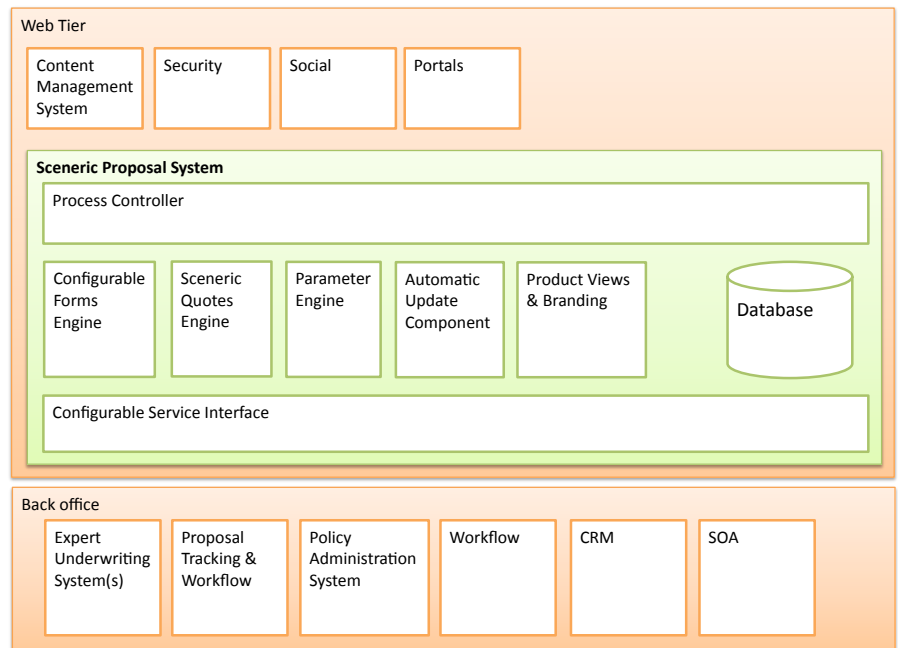 Web Tier
Content
Management
System
Security
Social
Portals
Sceneric Proposal System
Process Controller
Configurable
Forms
Engine
Sceneric
Quotes
Engine
Parameter
Engine
Automatic
Update
Component
Product Views
& Branding
Database
Configurable Service Interface
Back office
Expert
Underwriting
System(s)
Proposal
Tracking &
Workflow
Policy
Administration
System
Workflow
CRM
SOA